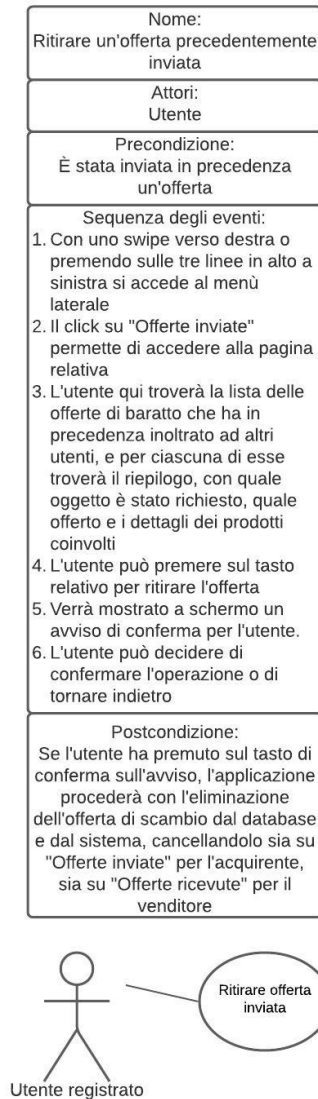 Nome:
Ritirare un'offerta precedentemente
inviata
Attori:
Utente
Precondizione:
È stata inviata in precedenza
un'offerta
Sequenza degli eventi:
1. Con uno swipe verso destra o
premendo sulle tre linee in alto a
sinistra si accede al menù
laterale
2. Il click su "Offerte inviate"
permette di accedere alla pagina
relativa
3. L'utente qui troverà la lista delle
offerte di baratto che ha in
precedenza inoltrato ad altri
utenti, e per ciascuna di esse
troverà il riepilogo, con quale
oggetto è stato richiesto, quale
offerto e i dettagli dei prodotti
coinvolti
4. L'utente può premere sul tasto
relativo per ritirare l'offerta
5. Verrà mostrato a schermo un
avviso di conferma per l'utente.
6. L'utente può decidere di
confermare l'operazione o di
tornare indietro
Postcondizione:
Se l'utente ha premuto sul tasto di
conferma sull'avviso, l'applicazione
procederà con l'eliminazione
dell'offerta di scambio dal database
e dal sistema, cancellandolo sia su
"Offerte inviate" per l'acquirente,
sia su "Offerte ricevute" per il
venditore
Ritirare offerta
inviata
Utente registrato